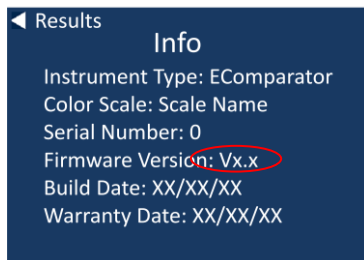 Results
Info
Instrument Type: EComparator
Color Scale: Scale Name
Serial Number: 0
Firmware Version: Vx.x
Build Date: XX/XX/XX
Warranty Date: XX/XX/XX